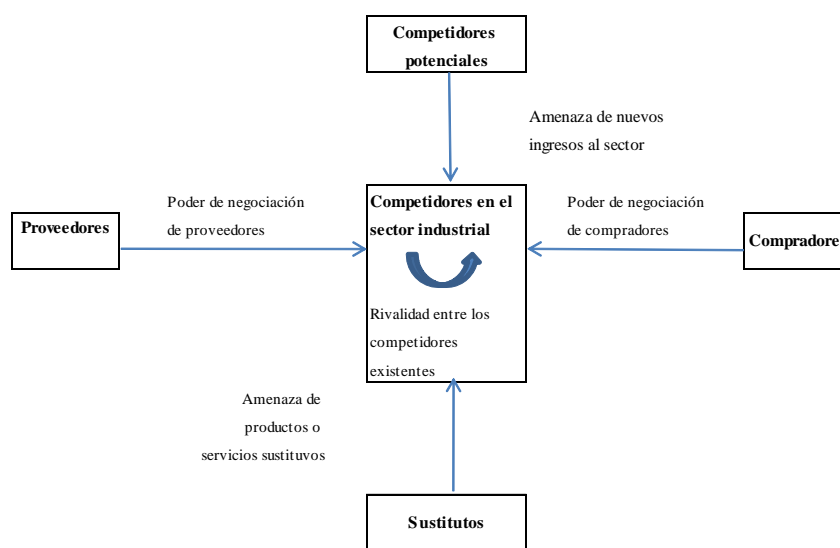 Competidores
potenciales
Amenaza de nuevos
ingresos al sector
Poder de negociación
de proveedores
Proveedores
Competidores en el
sector industrial
Rivalidad entre los
competidores
existentes
Poder de negociación
de compradores
Compradore
Amenaza de
productos o
servicios sustituvos
Sustitutos